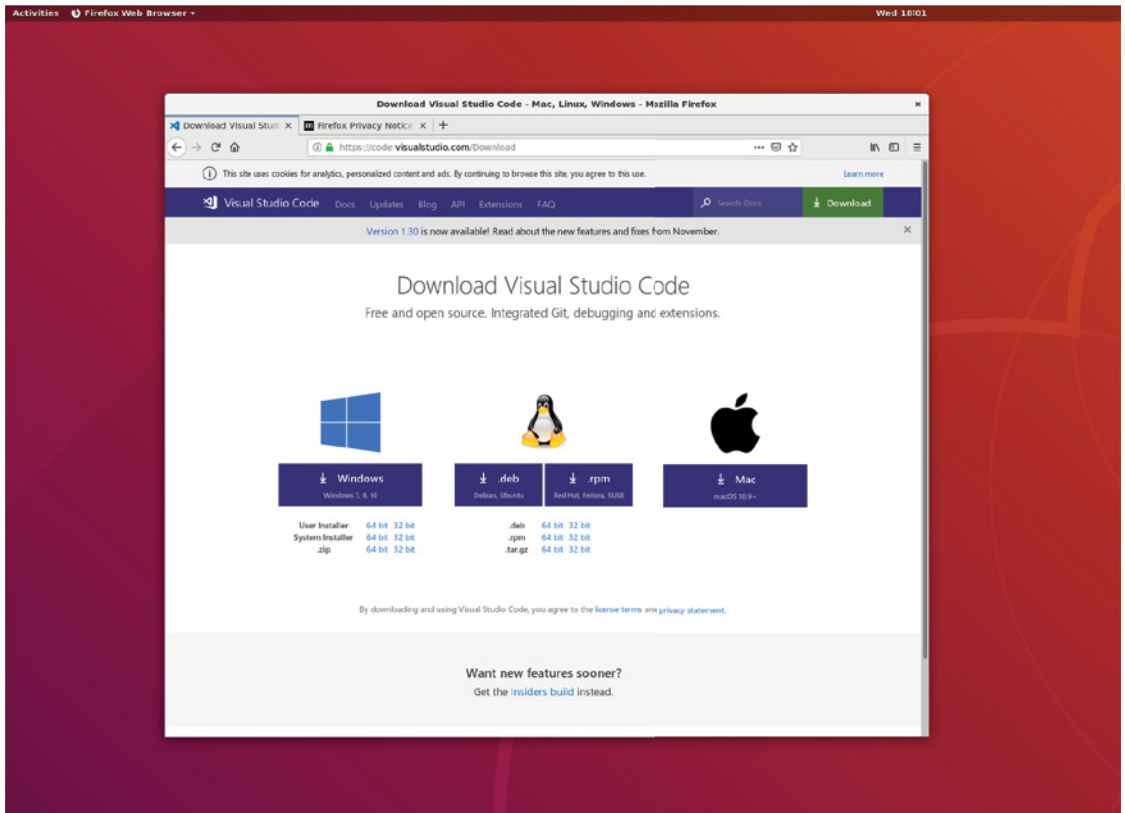 Activities Firefox Web Browser Wed 18:01
Download Visual Studio Code - Mac, Linux, Windows - Mozilla Firefox
Download Visual Stud Firefox Privacy Notice
https://code.visualstudio.com/Download
This site uses cookies for analytics, personalized content and ads. By continuing to browse this site, you agree to this use. Learn more
Visual Studio Code Docs Updates Blog API Extensions FAQ Search Docs Download
Version 1.30 is now available! Read about the new features and fixes from November.
Download Visual Studio Code
Free and open source. Integrated Git, debugging and extensions.
Windows .deb .rpm Mac
Windows 7, 8, 10 Debian, Ubuntu Red Hat, Fedora, SUSE macOS 10.9+
User Installer 64 bit 32 bit .deb 64 bit 32 bit
System Installer 64 bit 32 bit .rpm 64 bit 32 bit
.zip 64 bit 32 bit .tar.gz 64 bit 32 bit
By downloading and using Visual Studio Code, you agree to the license terms and privacy statement.
Want new features sooner?
Get the Insiders build instead.